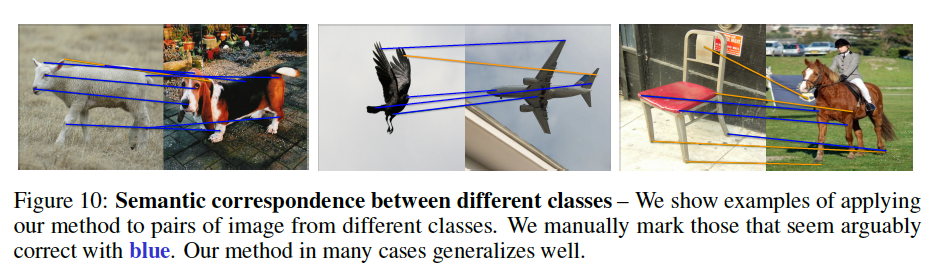 Figure 10: Semantic correspondence between different classes – We show examples of applying
our method to pairs of image from different classes. We manually mark those that seem arguably
correct with blue. Our method in many cases generalizes well.